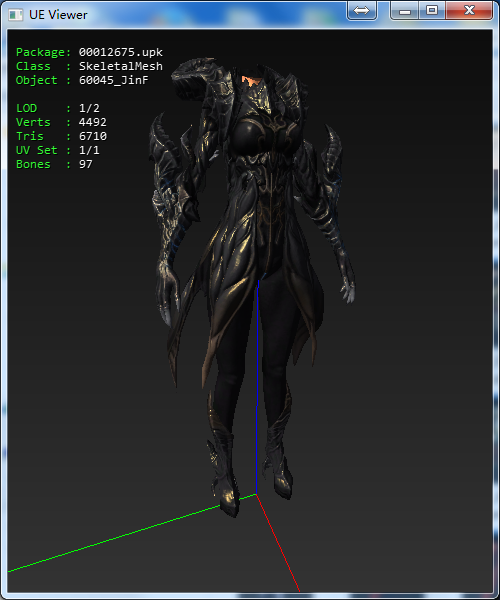 UE Viewer
Package: 00012675.upk
Class  : SkeletalMesh
Object : 60045_JinF
LOD    : 1/2
Verts  : 4492
Tris   : 6710
UV Set : 1/1
Bones  : 97